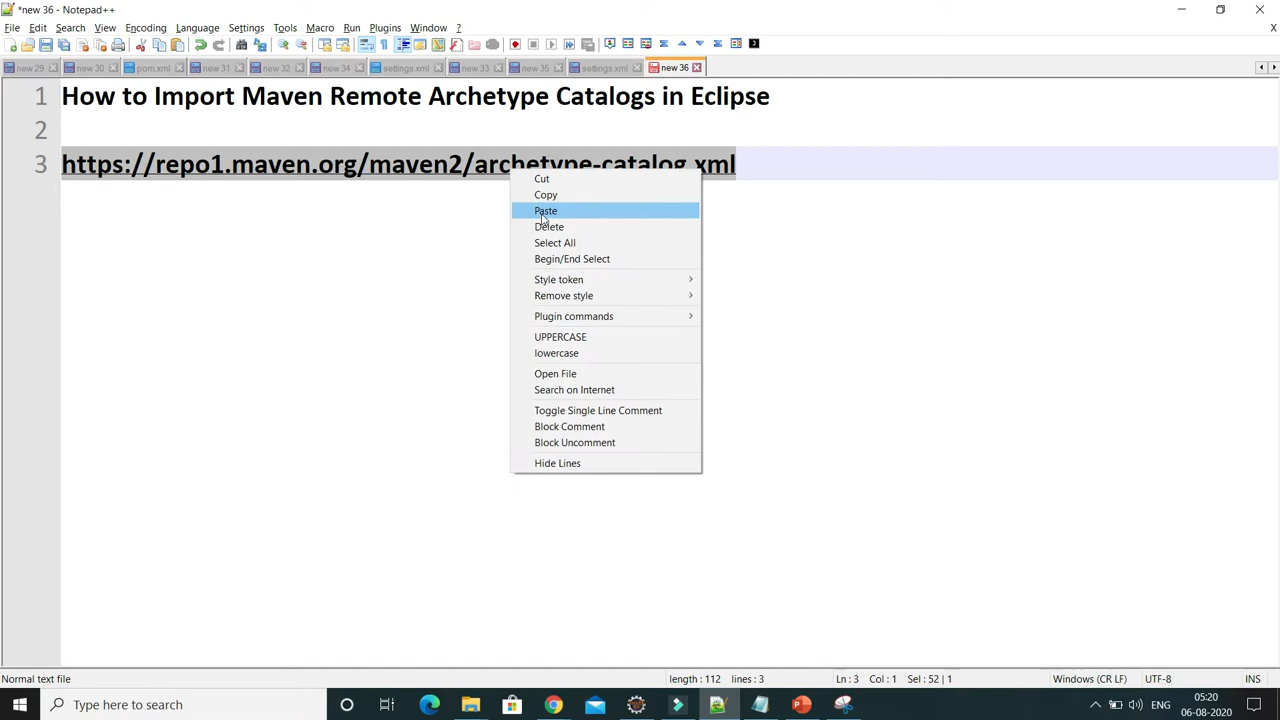 *new 36 - Notepad++
File Edit Search View Encoding Language Settings Tools Macro Run Plugins Window ? X
new 29 new 30 pom.xml new 31 new 32 new 34 settings.xml new 33 new 35 settings.xml new 36
1 How to Import Maven Remote Archetype Catalogs in Eclipse
2
3 https://repo1.maven.org/maven2/archetype-catalog.xml
Cut
Copy
Paste
Delete
Select All
Begin/End Select
Style token
Remove style
Plugin commands
UPPERCASE
lowercase
Open File
Search on Internet
Toggle Single Line Comment
Block Comment
Block Uncomment
Hide Lines
Normal text file length : 112 lines : 3 Ln : 3 Col : 1 Sel : 52 | 1 Windows (CR LF) UTF-8 INS
Type here to search ENG 05:20
06-08-2020